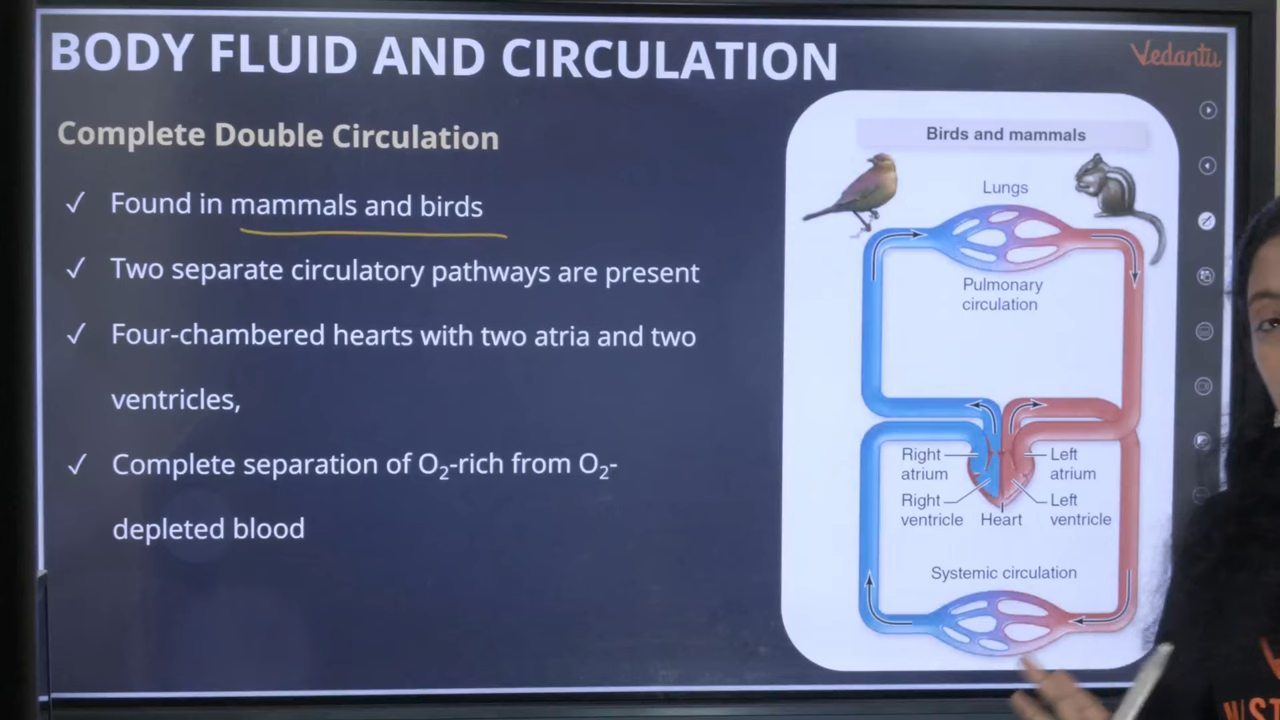 BODY FLUID AND CIRCULATION
Vedantu
Complete Double Circulation
✓ Found in mammals and birds
✓ Two separate circulatory pathways are present
✓ Four-chambered hearts with two atria and two
ventricles,
✓ Complete separation of O₂-rich from O₂-
depleted blood
Birds and mammals
Lungs
Pulmonary
circulation
Right
atrium
Left
atrium
Right
ventricle
Heart
Left
ventricle
Systemic circulation